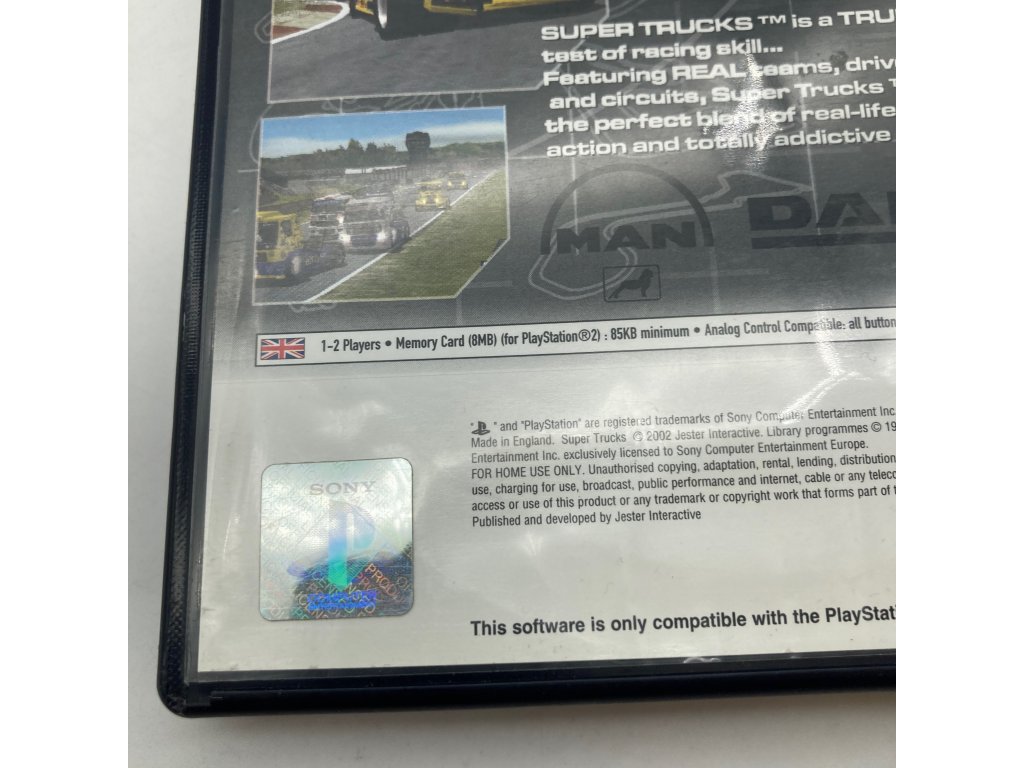 SUPER TRUCKS ™ is a TRU
test of racing skill...
Featuring REAL teams, driv
and circuits, Super Trucks
the perfect blend of real-life
action and totally addictive
MAN
1-2 Players • Memory Card (8MB) (for PlayStation®2) : 85KB minimum • Analog Control Compatible: all button
" " and "PlayStation" are registered trademarks of Sony Computer Entertainment Inc.
Made in England. Super Trucks © 2002 Jester Interactive. Library programmes © 19
Entertainment Inc. exclusively licensed to Sony Computer Entertainment Europe.
FOR HOME USE ONLY. Unauthorised copying, adaptation, rental, lending, distribution
use, charging for use, broadcast, public performance and internet, cable or any teleco
access or use of this product or any trademark or copyright work that forms part of t
Published and developed by Jester Interactive
SONY
This software is only compatible with the PlayStati